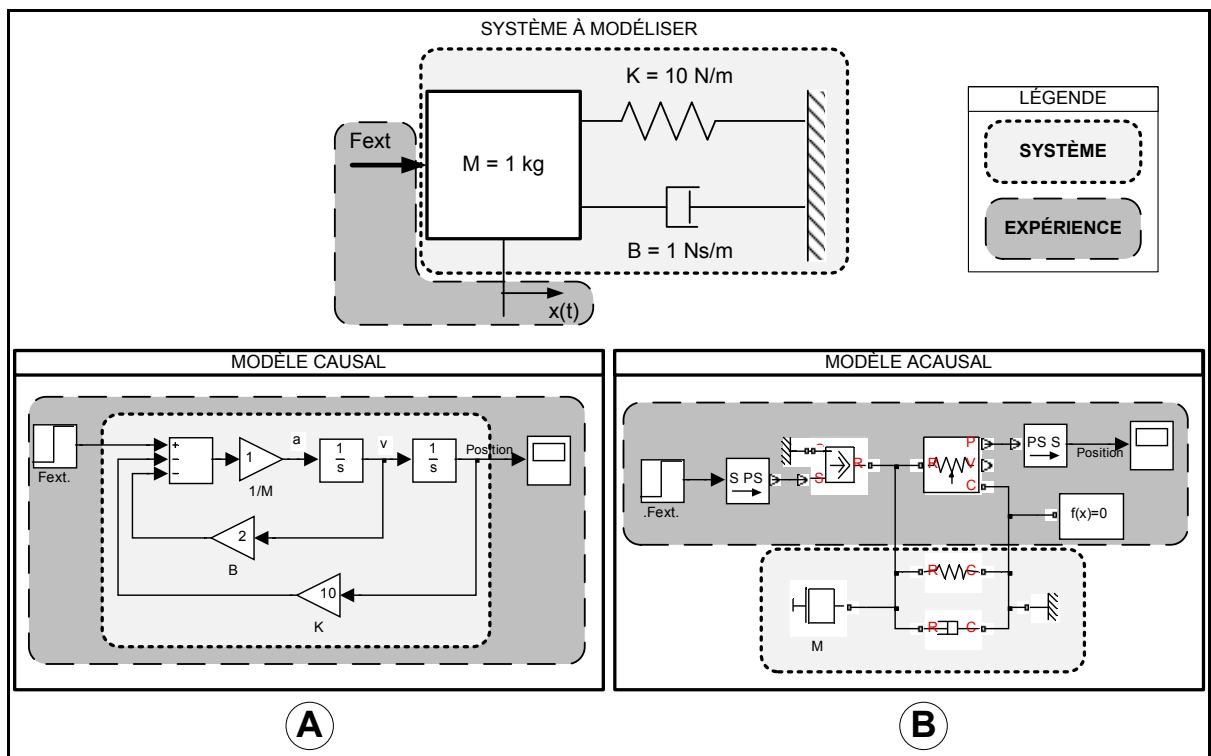 SYSTÈME À MODÉLISER
K = 10 N/m
Fext
M = 1 kg
B = 1 Ns/m
x(t)
LÉGENDE
SYSTÈME
EXPÉRIENCE
MODÈLE CAUSAL
Fext.
+
−
−
1
1/M
a
1
s
v
1
s
Position
2
B
10
K
A
MODÈLE ACAUSAL
.Fext.
S PS
S
R
R
P
V
C
PS S
Position
f(x)=0
R C
R C
M
B